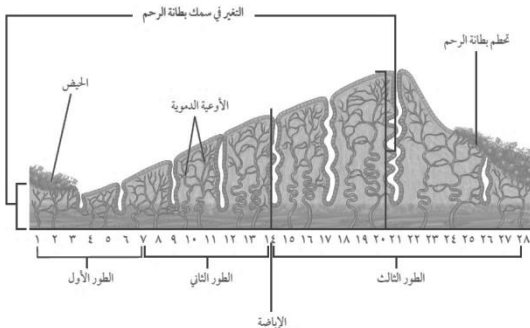 التغير في سمك بطانة الرحم
تحطم بطانة الرحم
الحيض
الأوعية الدموية
١ ٢ ٣ ٤ ٥ ٦ ٧ ٨ ٩ ١٠ ١١ ١٢ ١٣ ١٤ ١٥ ١٦ ١٧ ١٨ ١٩ ٢٠ ٢١ ٢٢ ٢٣ ٢٤ ٢٥ ٢٦ ٢٧ ٢٨
الطور الأول
الطور الثاني
الطور الثالث
الإباضة